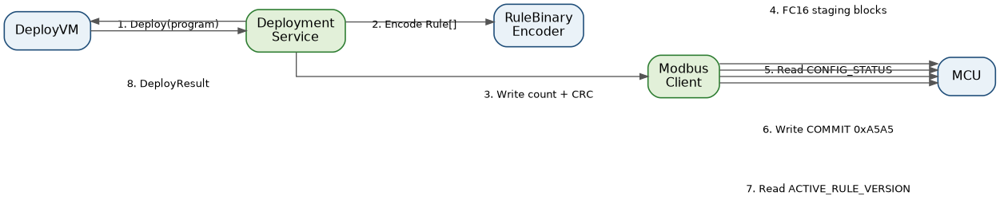 DeployVM
1. Deploy(program)
Deployment
Service
2. Encode Rule[]
RuleBinary
Encoder
4. FC16 staging blocks
8. DeployResult
3. Write count + CRC
Modbus
Client
5. Read CONFIG_STATUS
MCU
6. Write COMMIT 0xA5A5
7. Read ACTIVE_RULE_VERSION